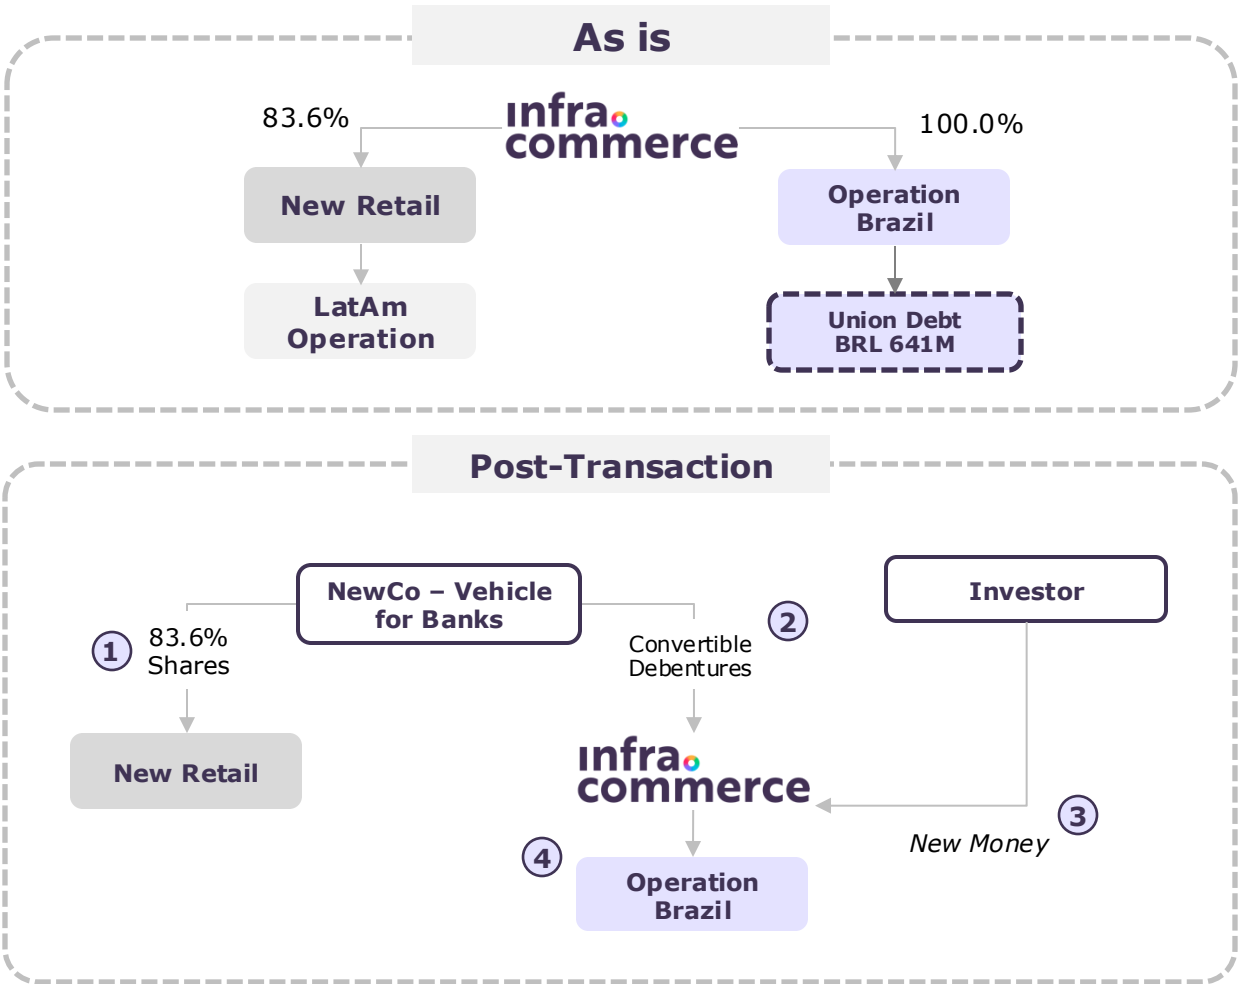 As is
83.6%
infra.
commerce
100.0%
New Retail
Operation
Brazil
LatAm
Operation
Union Debt
BRL 641M
Post-Transaction
NewCo – Vehicle
for Banks
Investor
1
83.6%
Shares
2
Convertible
Debentures
New Retail
infra.
commerce
3
New Money
4
Operation
Brazil